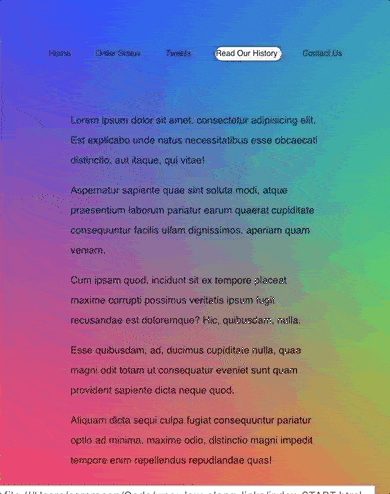 Home Order Status Tweets Read Our History Contact Us
Lorem ipsum dolor sit amet, consectetur adipisicing elit.
Est explicabo unde natus necessitatibus esse obcaecati
distinctio, aut itaque, qui vitae!
Aspernatur sapiente quae sint soluta modi, atque
praesentium laborum pariatur earum quaerat cupiditate
consequuntur facilis ullam dignissimos, aperiam quam
veniam.
Cum ipsam quod, incidunt sit ex tempore placeat
maxime corrupti possimus veritatis ipsum fugit
recusandae est doloremque? Hic, quibusdam, nulla.
Esse quibusdam, ad, ducimus cupiditate nulla, quae
magni odit totam ut consequatur eveniet sunt quam
provident sapiente dicta neque quod.
Aliquam dicta sequi culpa fugiat consequuntur pariatur
optio ad minima, maxime odio, distinctio magni impedit
tempore enim repellendus repudiandae quas!